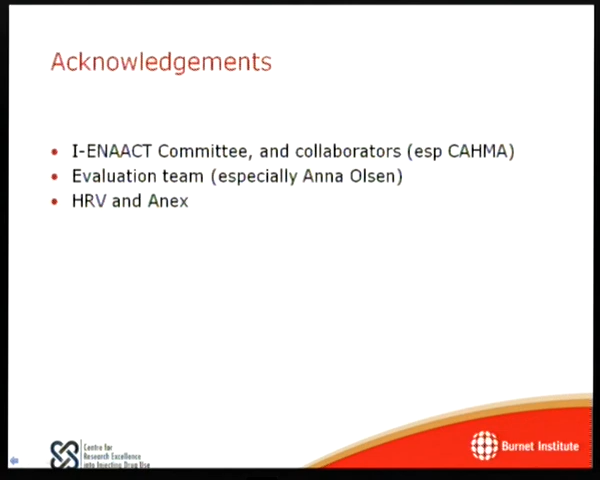 Acknowledgements
• I-ENAACT Committee, and collaborators (esp CAHMA)
• Evaluation team (especially Anna Olsen)
• HRV and Anex
Centre for
Research Excellence
into Injecting Drug Use
Burnet Institute